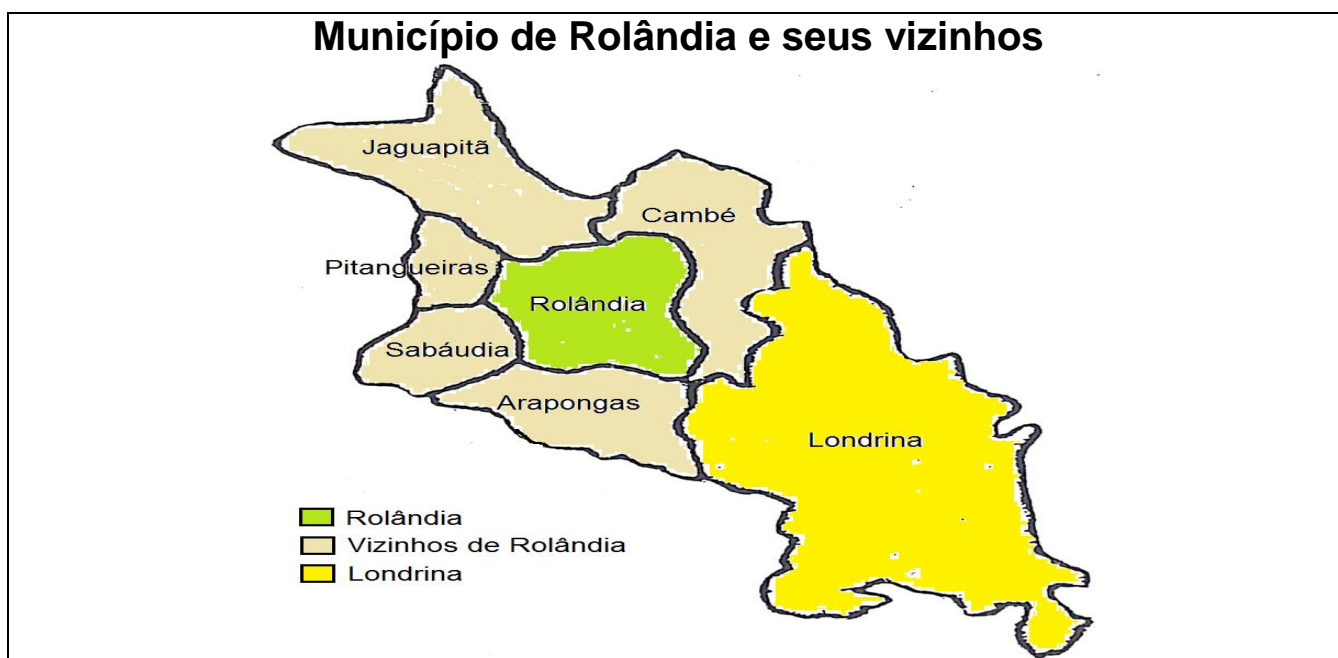 Município de Rolândia e seus vizinhos
Jaguapitã
Cambé
Pitangueiras
Rolândia
Sabáudia
Arapongas
Londrina
Rolândia
Vizinhos de Rolândia
Londrina